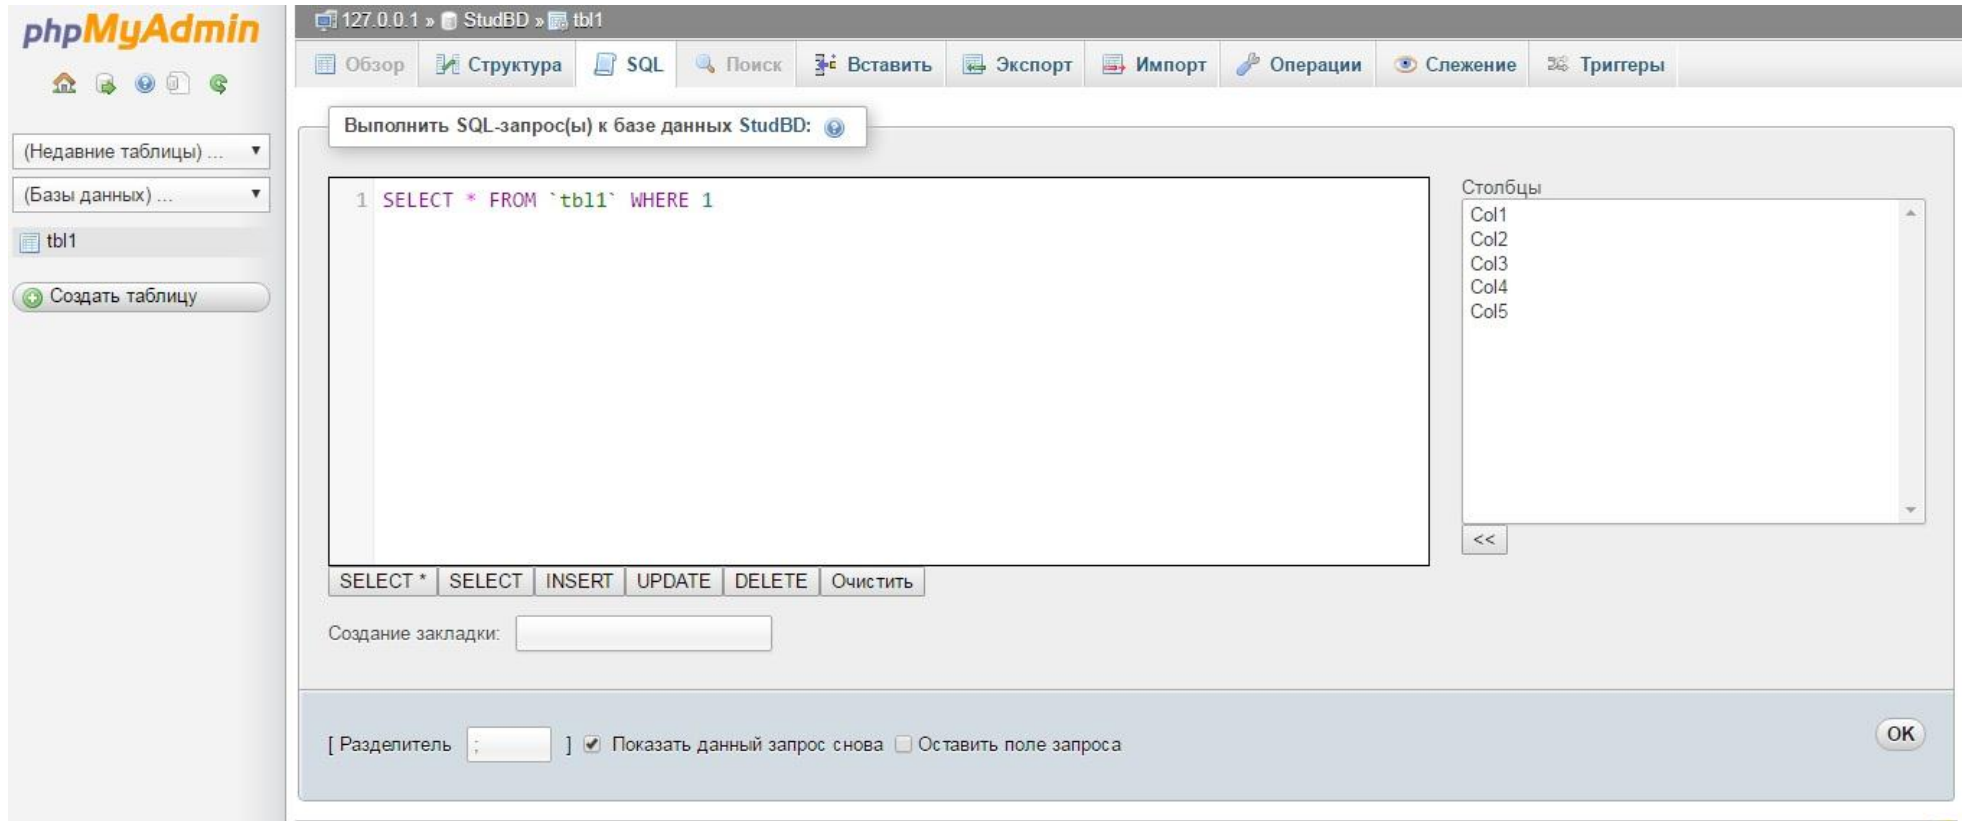 phpMyAdmin
(Недавние таблицы) ...
(Базы данных) ...
tbl1
Создать таблицу
127.0.0.1 » StudBD » tbl1
Обзор Структура SQL Поиск Вставить Экспорт Импорт Операции Слежение Триггеры
Выполнить SQL-запрос(ы) к базе данных StudBD:
1 SELECT * FROM `tbl1` WHERE 1
Столбцы
Col1
Col2
Col3
Col4
Col5
<<
SELECT * SELECT INSERT UPDATE DELETE Очистить
Создание закладки:
[ Разделитель ; ] Показать данный запрос снова Оставить поле запроса
OK